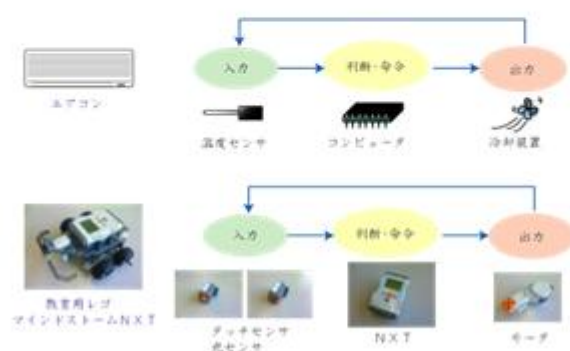 入力
判断・命令
出力
エアコン
温度センサ
コンピュータ
冷却装置
入力
判断・命令
出力
教育用レゴ
マインドストームNXT
タッチセンサ
光センサ
NXT
モータ